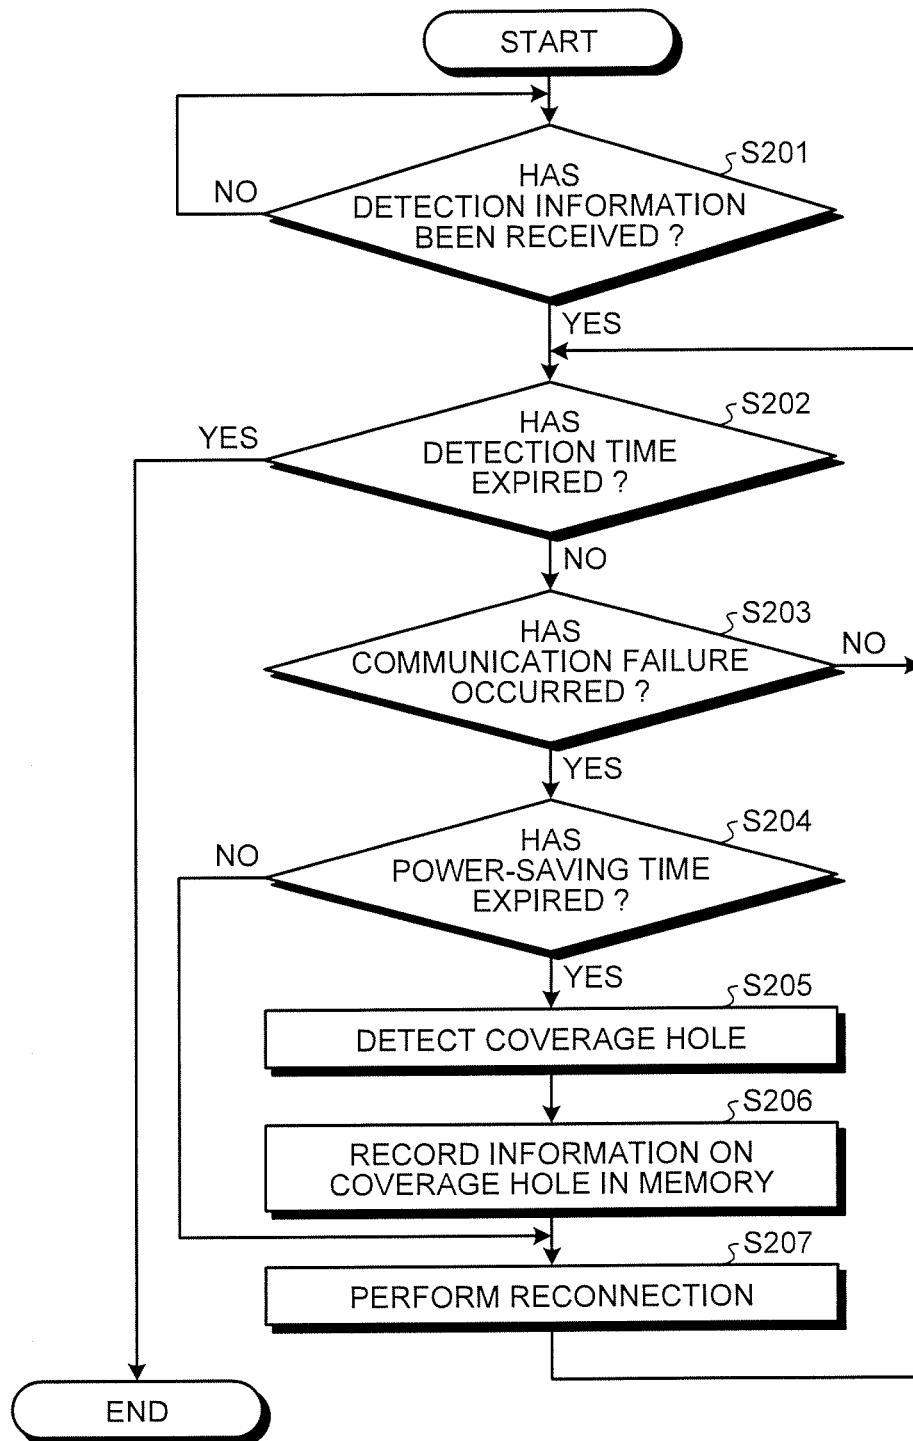 START
S201
HAS
DETECTION INFORMATION
BEEN RECEIVED ?
NO
YES
S202
HAS
DETECTION TIME
EXPIRED ?
YES
NO
S203
HAS
COMMUNICATION FAILURE
OCCURRED ?
NO
YES
S204
HAS
POWER-SAVING TIME
EXPIRED ?
NO
YES
S205
DETECT COVERAGE HOLE
S206
RECORD INFORMATION ON
COVERAGE HOLE IN MEMORY
S207
PERFORM RECONNECTION
END